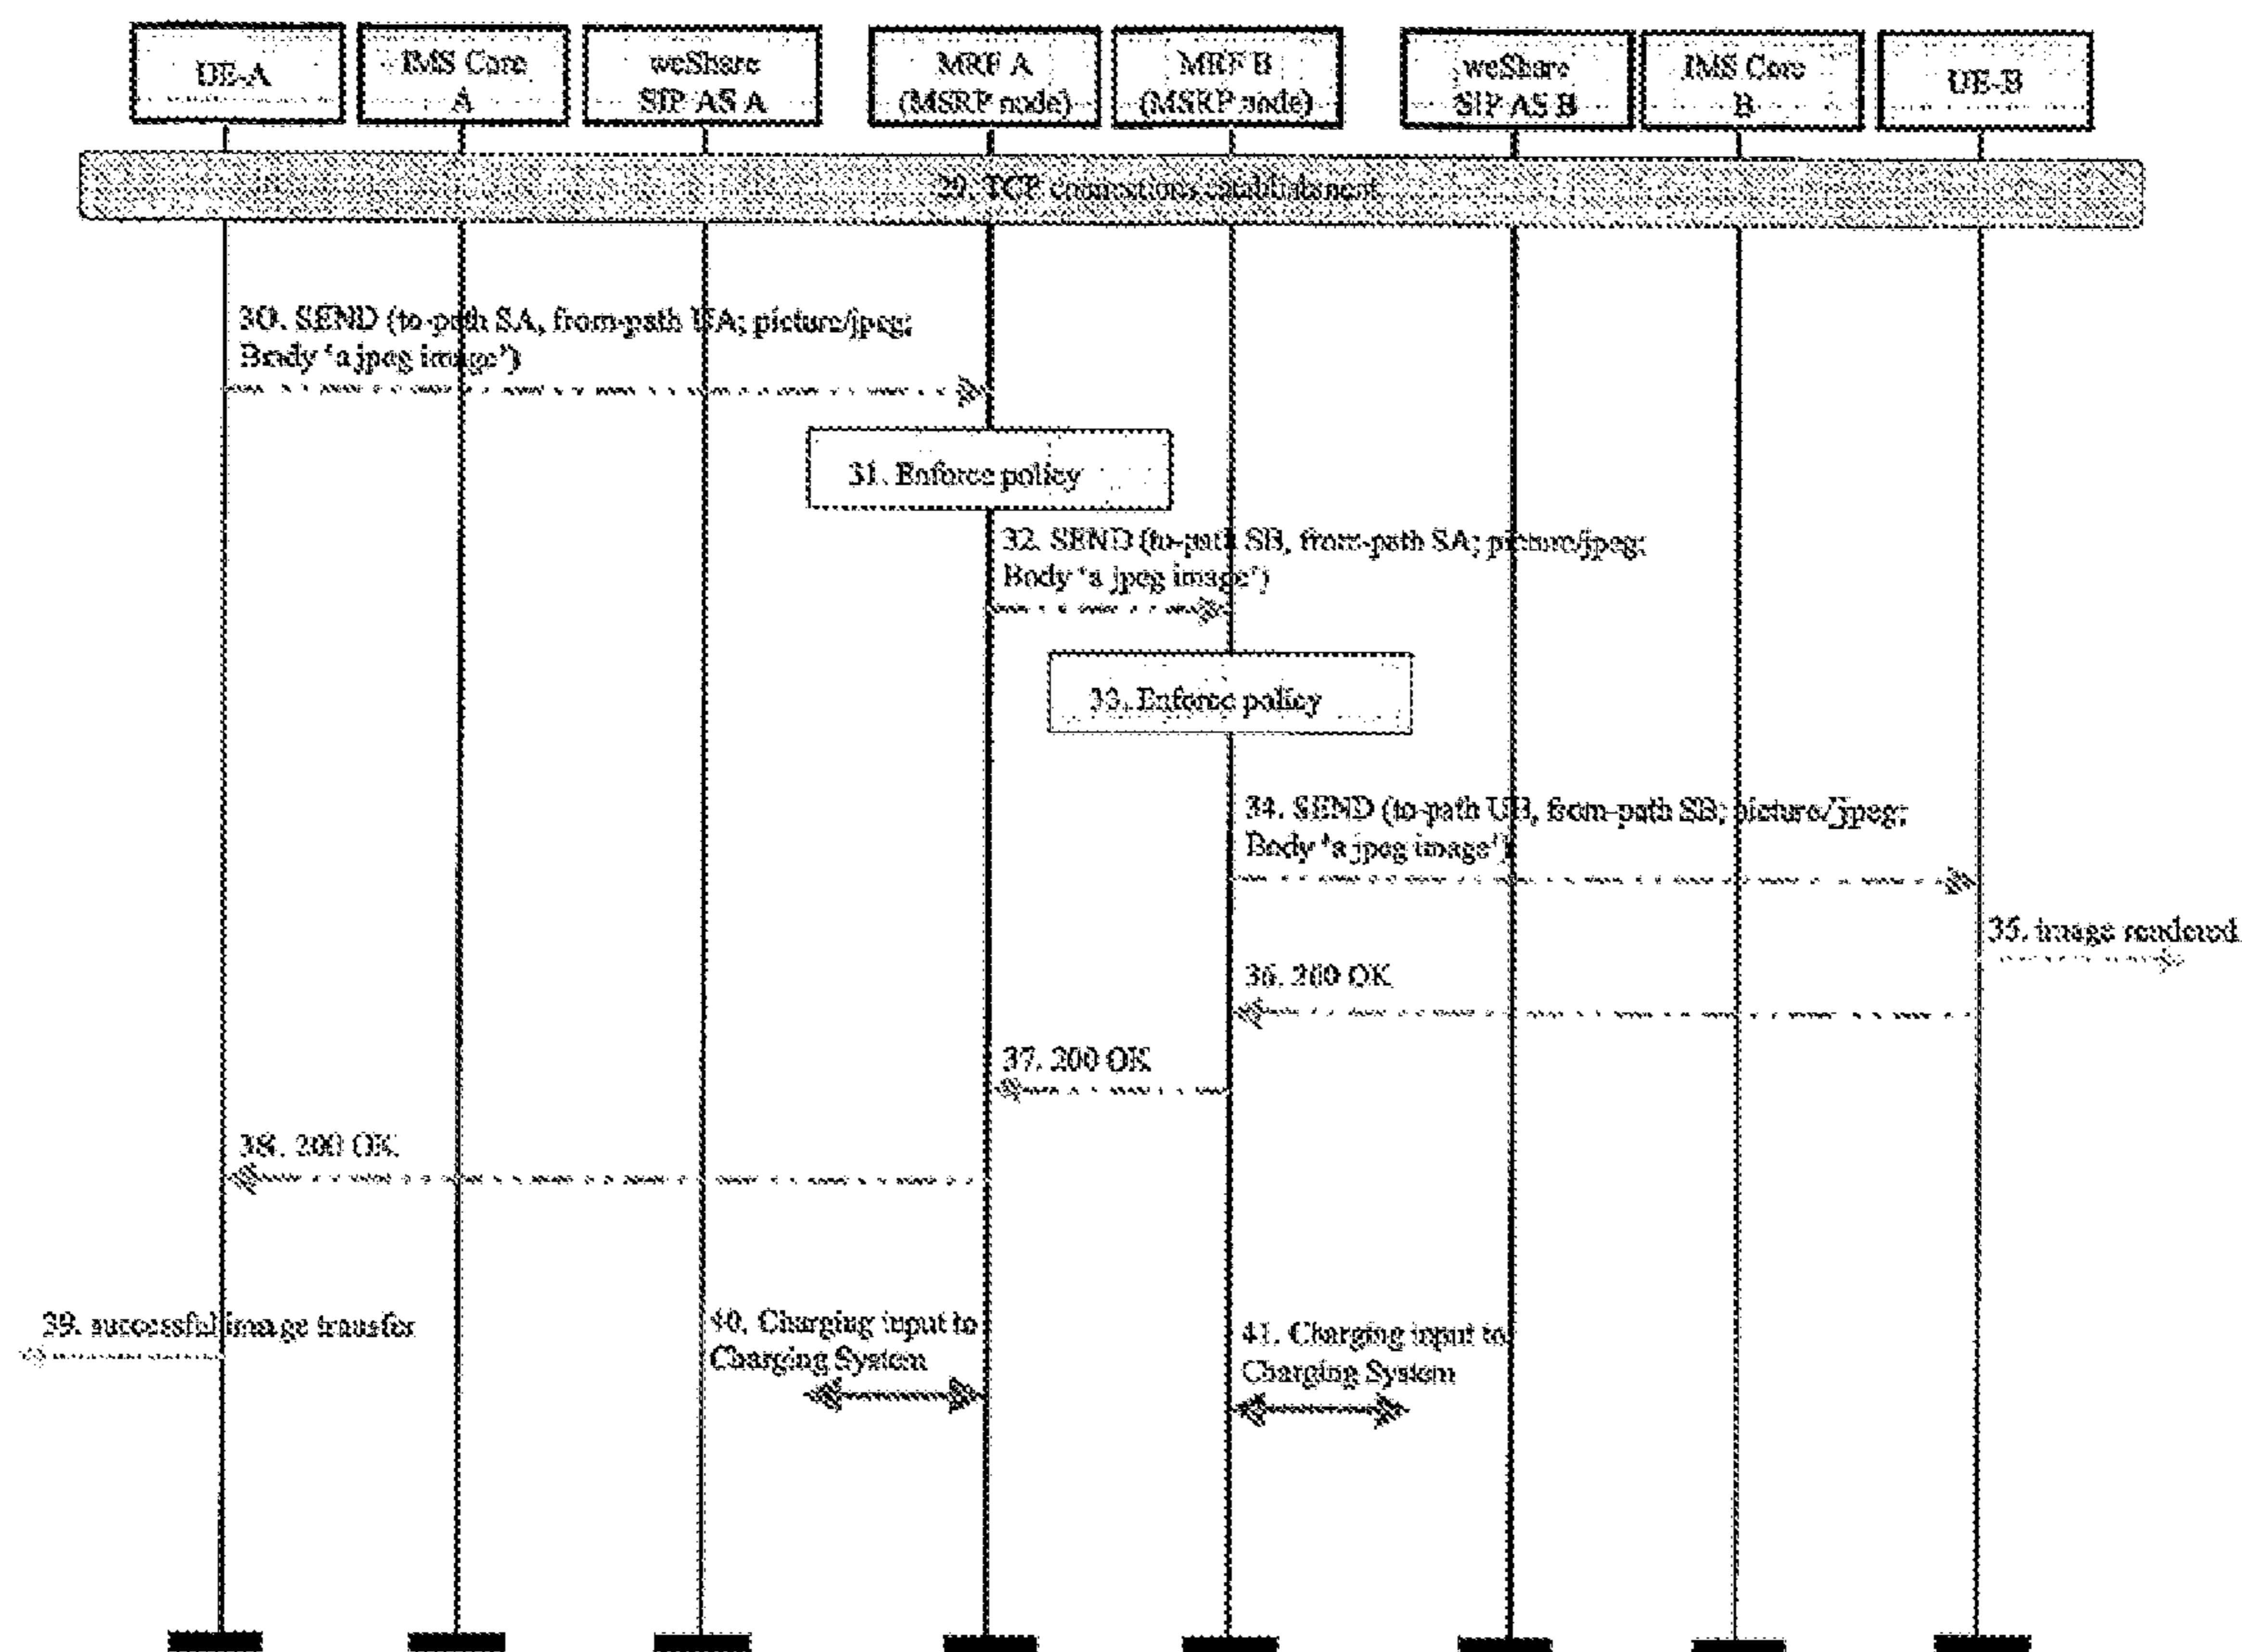 UE-A
IMS Core
A
weShare
SIP AS A
MRF A
(MSRP node)
MRF B
(MSRP node)
weShare
SIP AS B
IMS Core
B
UE-B
29. TCP connections establishment
30. SEND (to-path SA, from-path UA; picture/jpeg;
Body ‘a jpeg image’)
31. Enforce policy
32. SEND (to-path SB, from-path SA; picture/jpeg;
Body ‘a jpeg image’)
33. Enforce policy
34. SEND (to-path UB, from-path SB; picture/jpeg;
Body ‘a jpeg image’)
35. image rendered
36. 200 OK
37. 200 OK
38. 200 OK
39. successful image transfer
40. Charging input to
Charging System
41. Charging input to
Charging System